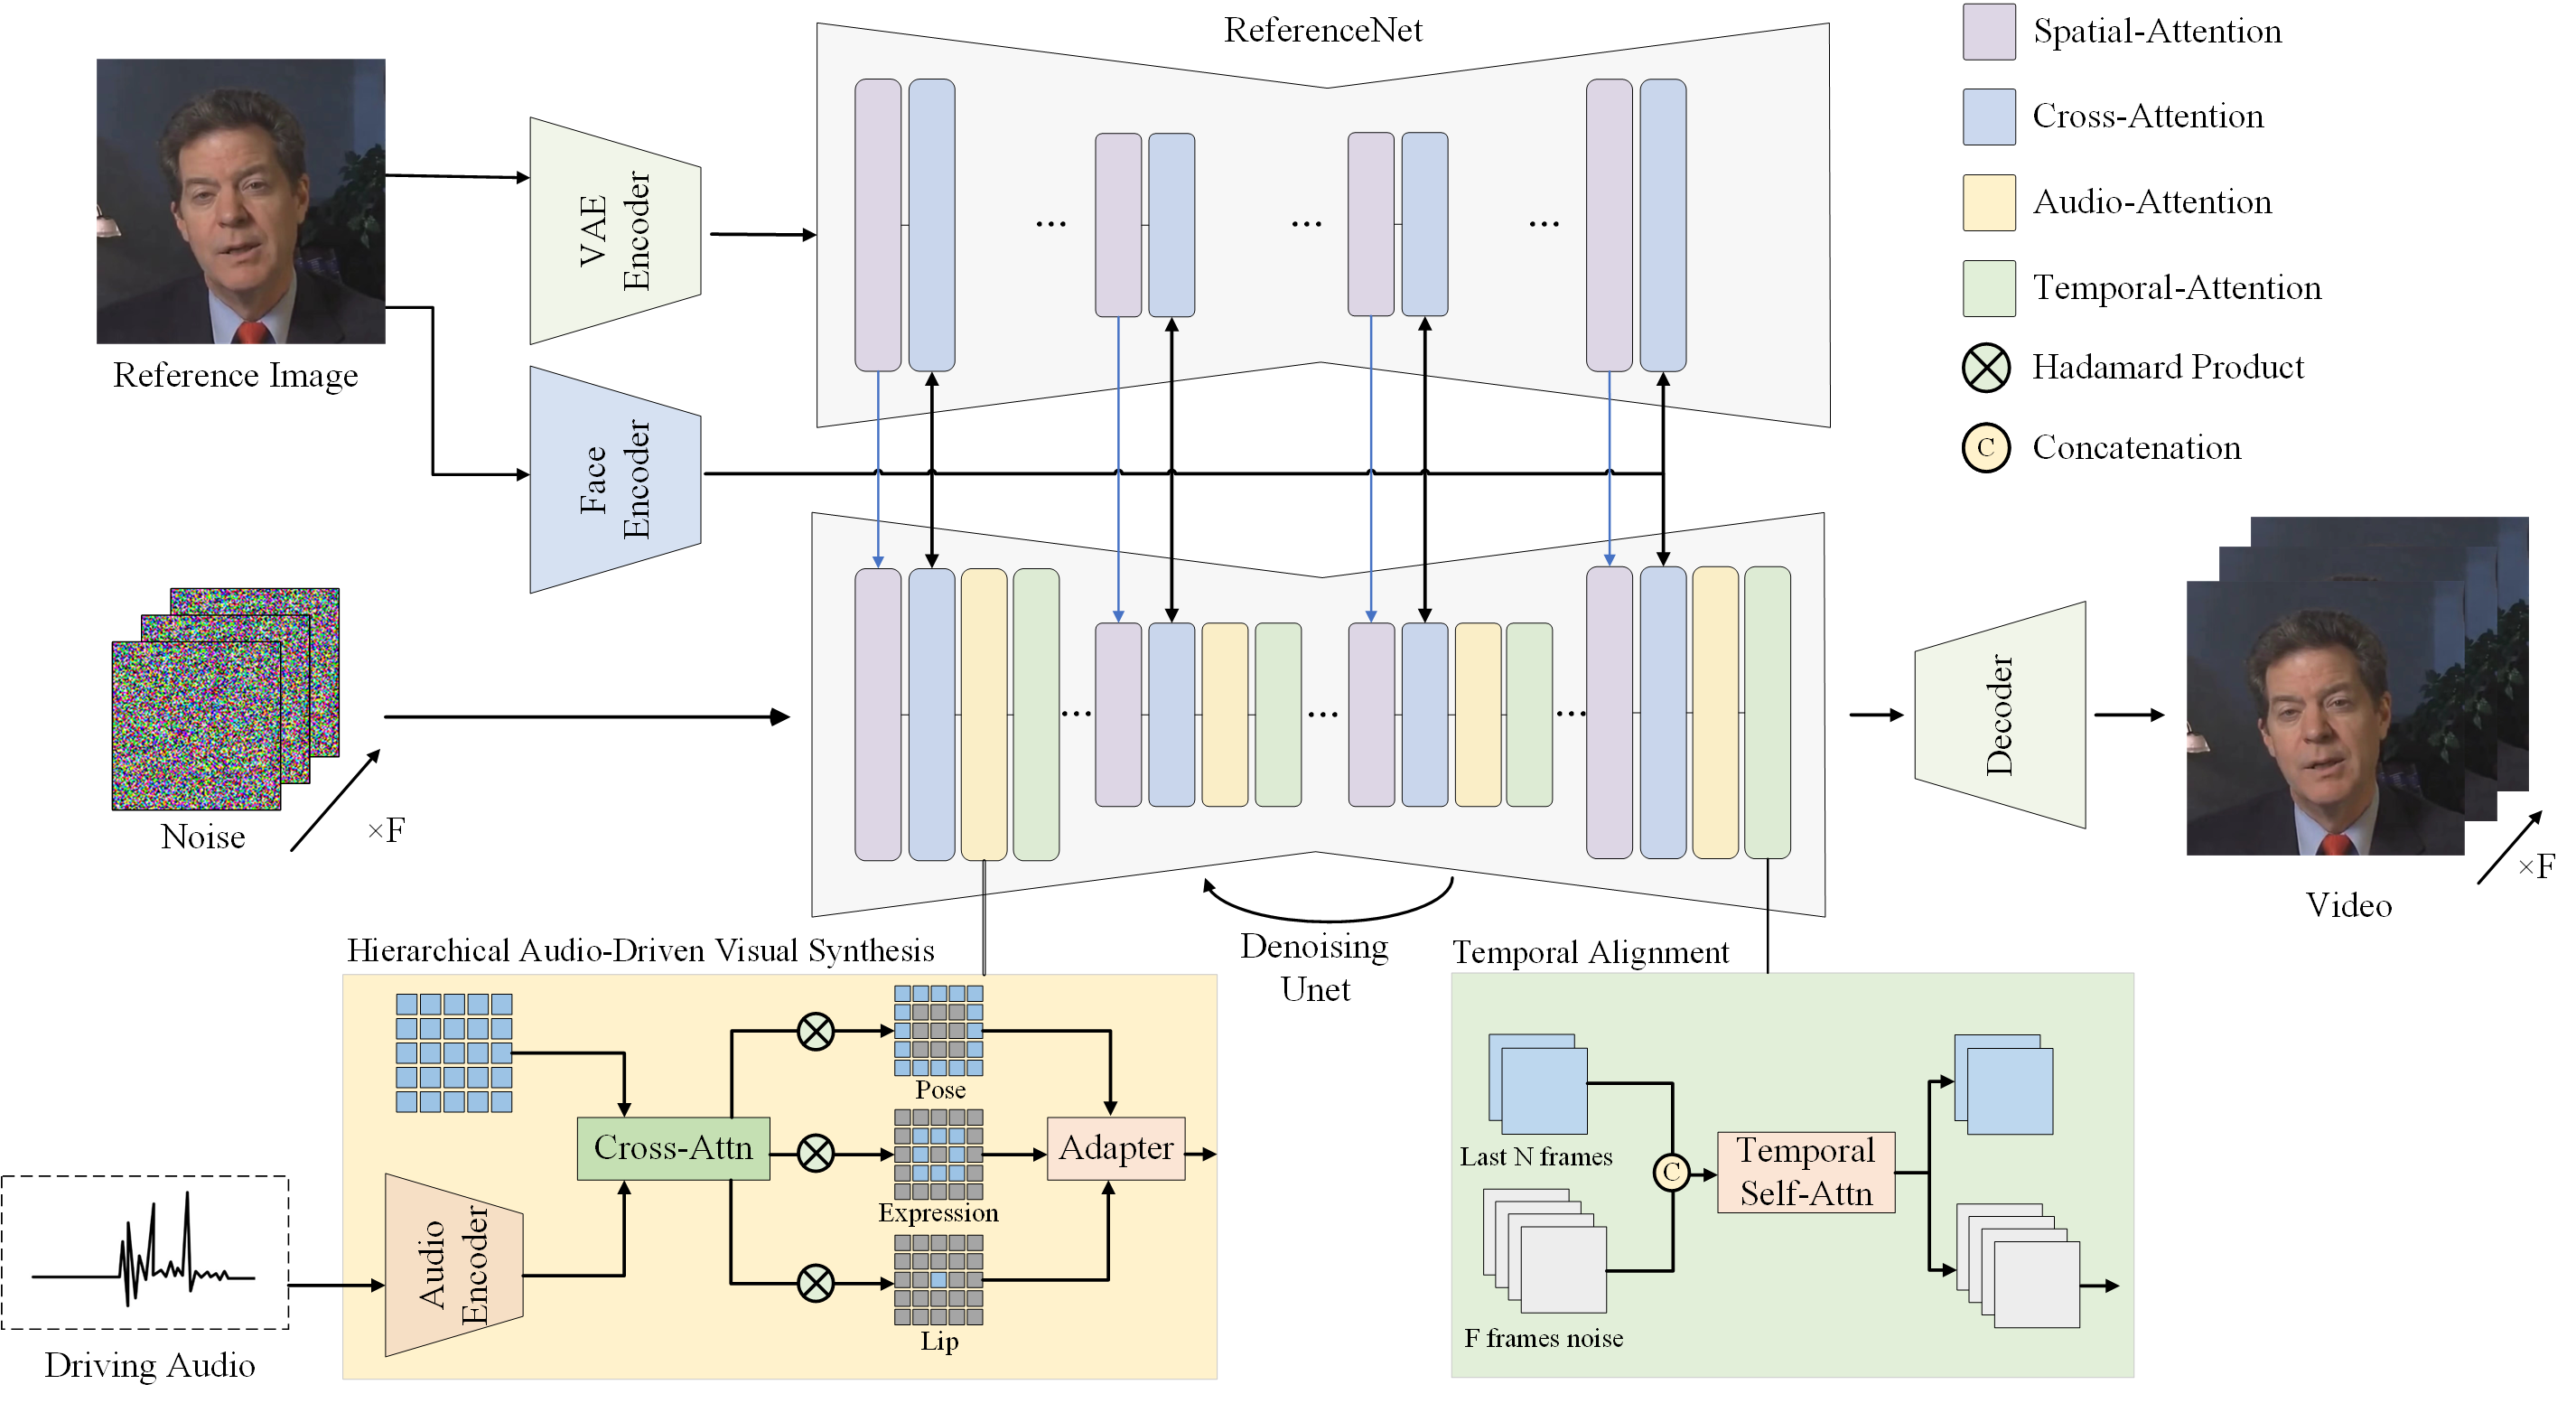 ReferenceNet
Spatial-Attention
Cross-Attention
Audio-Attention
Temporal-Attention
Hadamard Product
C
Concatenation
Reference Image
VAE
Encoder
Face
Encoder
Noise
×F
Decoder
Video
×F
Denoising
Unet
Hierarchical Audio-Driven Visual Synthesis
Cross-Attn
Pose
Expression
Lip
Adapter
Audio
Encoder
Driving Audio
Temporal Alignment
Last N frames
C
Temporal
Self-Attn
F frames noise